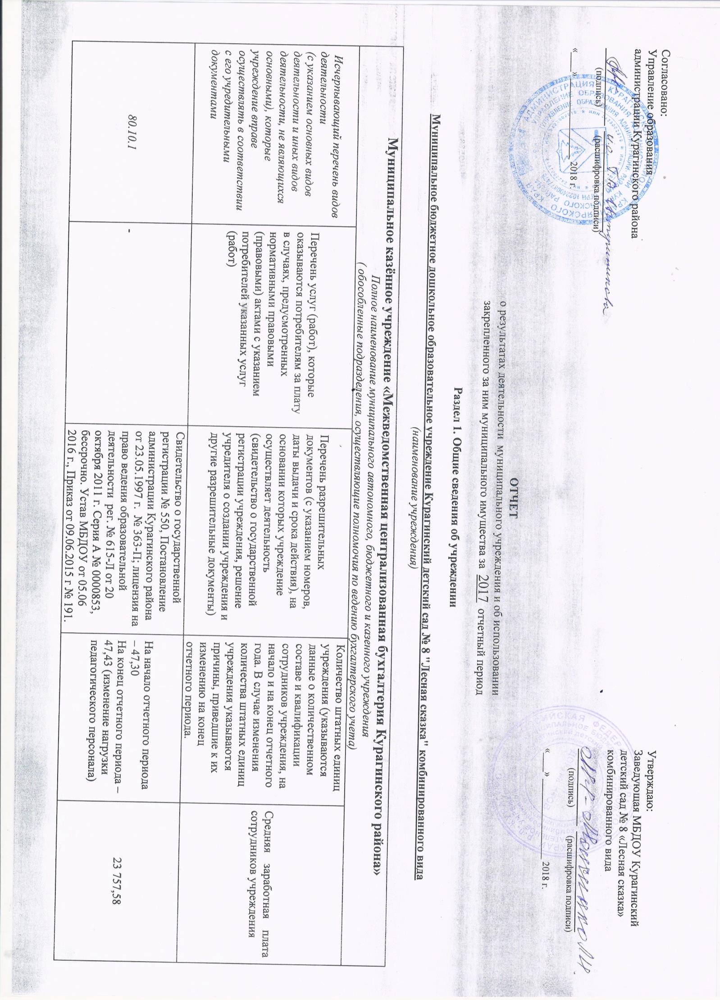 Согласовано:
Управление образования
администрации Курагинского района
и.о.
(подпись) (расшифровка подписи)
«___» ______________ 2018 г.
Утверждаю:
Заведующая МБДОУ Курагинский
детский сад № 8 «Лесная сказка»
комбинированного вида
(подпись) (расшифровка подписи)
«___» ______________ 2018 г.
ОТЧЕТ
о результатах деятельности муниципального учреждения и об использовании
закрепленного за ним муниципального имущества за 2017 отчетный период
Раздел 1. Общие сведения об учреждении
Муниципальное бюджетное дошкольное образовательное учреждение Курагинский детский сад № 8 "Лесная сказка" комбинированного вида
(наименование учреждения)
Муниципальное казённое учреждение «Межведомственная централизованная бухгалтерия Курагинского района»
Полное наименование муниципального автономного, бюджетного и казенного учреждения
( обособленные подразделения, осуществляющие полномочия по ведению бухгалтерского учета)
Исчерпывающий перечень видов
деятельности
(с указанием основных видов
деятельности и иных видов
деятельности, не являющихся
основными), которые
учреждение вправе
осуществлять в соответствии
с его учредительными
документами
Перечень услуг (работ), которые
оказываются потребителям за плату
в случаях, предусмотренных
нормативными правовыми
(правовыми) актами с указанием
потребителей указанных услуг
(работ)
Перечень разрешительных
документов (с указанием номеров,
даты выдачи и срока действия), на
основании которых учреждение
осуществляет деятельность
(свидетельство о государственной
регистрации учреждения, решение
учредителя о создании учреждения и
другие разрешительные документы)
Количество штатных единиц
учреждения (указываются
данные о количественном
составе и квалификации
сотрудников учреждения, на
начало и на конец отчетного
года. В случае изменения
количества штатных единиц
учреждения указываются
причины, приведшие к их
изменению на конец
отчетного периода.
Средняя заработная плата
сотрудников учреждения
80.10.1
-
Свидетельство о государственной
регистрации № 550, Постановление
администрации Курагинского района
от 23.05.1997 г. № 363-П; лицензия на
право ведения образовательной
деятельности рег. № 615-Л от 20
октября 2011 г. Серия А № 0000853,
бессрочно. Устав МБДОУ от 05.06
2016 г., Приказ от 09.06.2015 г № 191.
На начало отчетного периода
– 47,30
На конец отчетного периода –
47,43 (изменение нагрузки
педагогического персонала)
23 757,58